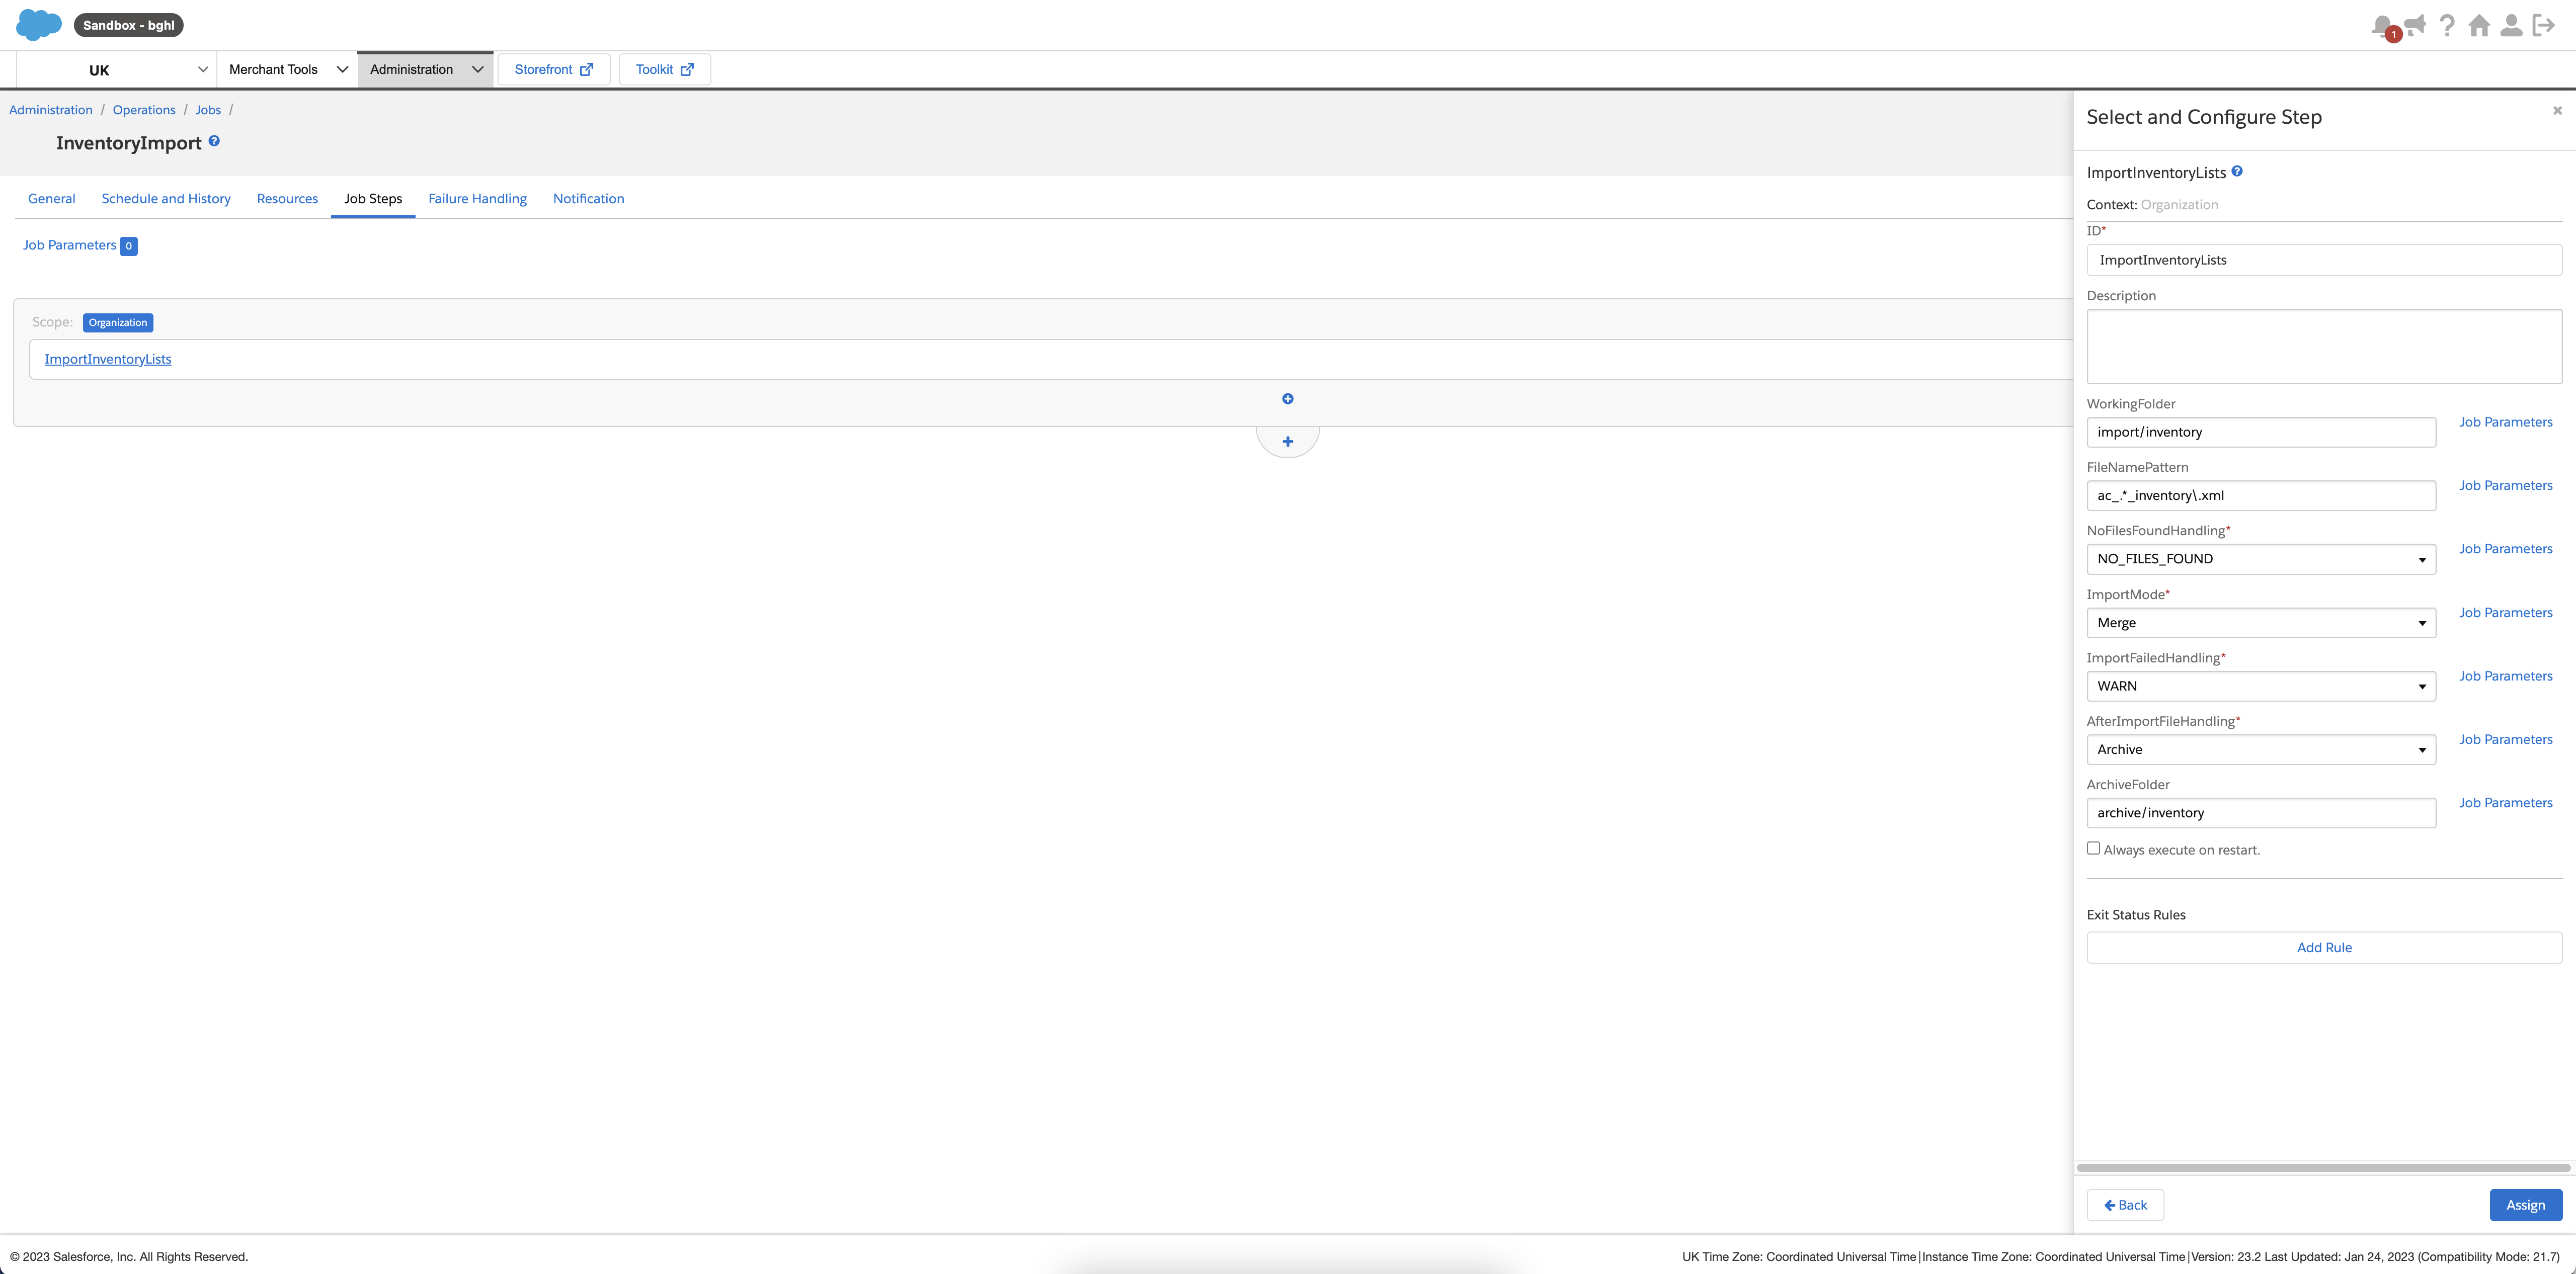 Sandbox - bghl
1
UK
Merchant Tools
Administration
Storefront
Toolkit
Administration / Operations / Jobs /
InventoryImport
General
Schedule and History
Resources
Job Steps
Failure Handling
Notification
Job Parameters 0
Scope: Organization
ImportInventoryLists
Select and Configure Step
ImportInventoryLists
Context: Organization
ID*
ImportInventoryLists
Description
WorkingFolder
import/inventory
Job Parameters
FileNamePattern
ac_.*_inventory\.xml
Job Parameters
NoFilesFoundHandling*
NO_FILES_FOUND
Job Parameters
ImportMode*
Merge
Job Parameters
ImportFailedHandling*
WARN
Job Parameters
AfterImportFileHandling*
Archive
Job Parameters
ArchiveFolder
archive/inventory
Job Parameters
Always execute on restart.
Exit Status Rules
Add Rule
Back
Assign
© 2023 Salesforce, Inc. All Rights Reserved.
UK Time Zone: Coordinated Universal Time|Instance Time Zone: Coordinated Universal Time|Version: 23.2 Last Updated: Jan 24, 2023 (Compatibility Mode: 21.7)